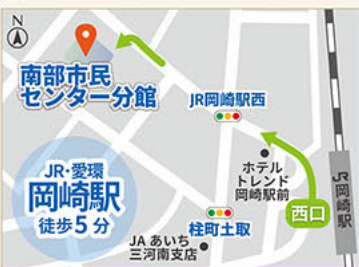 N
南部市民
センター分館
JR岡崎駅西
JR・愛環
岡崎駅
徒歩5分
ホテル
トレンド
岡崎駅前
西口
JR岡崎駅
柱町土取
JA あいち
三河南支店